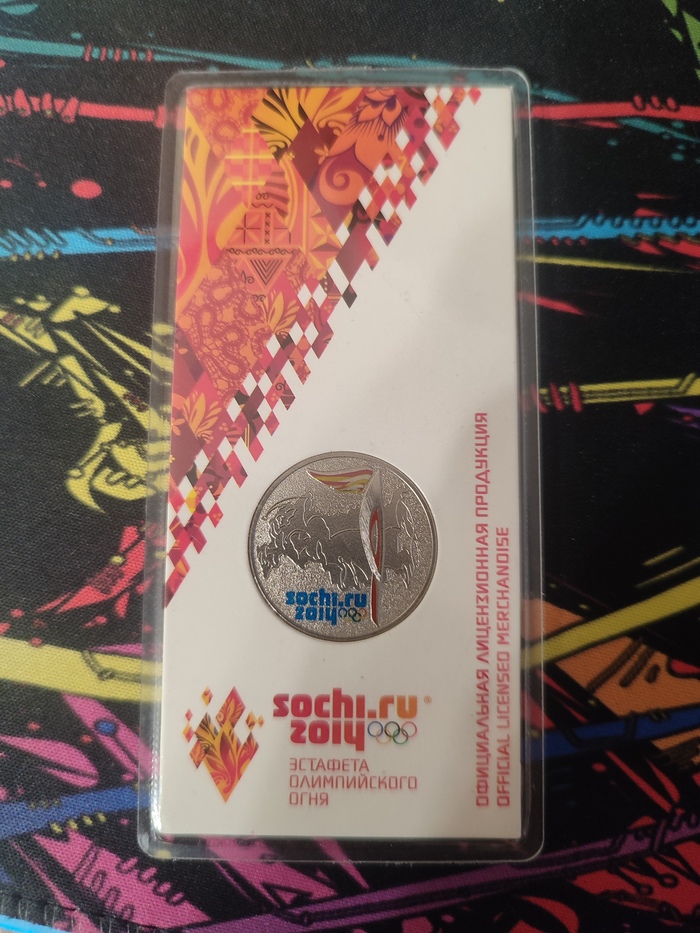 sochi.ru
2014
sochi.ru
2014
ЭСТАФЕТА
ОЛИМПИЙСКОГО
ОГНЯ
ОФИЦИАЛЬНАЯ ЛИЦЕНЗИОННАЯ ПРОДУКЦИЯ
OFFICIAL LICENSED MERCHANDISE